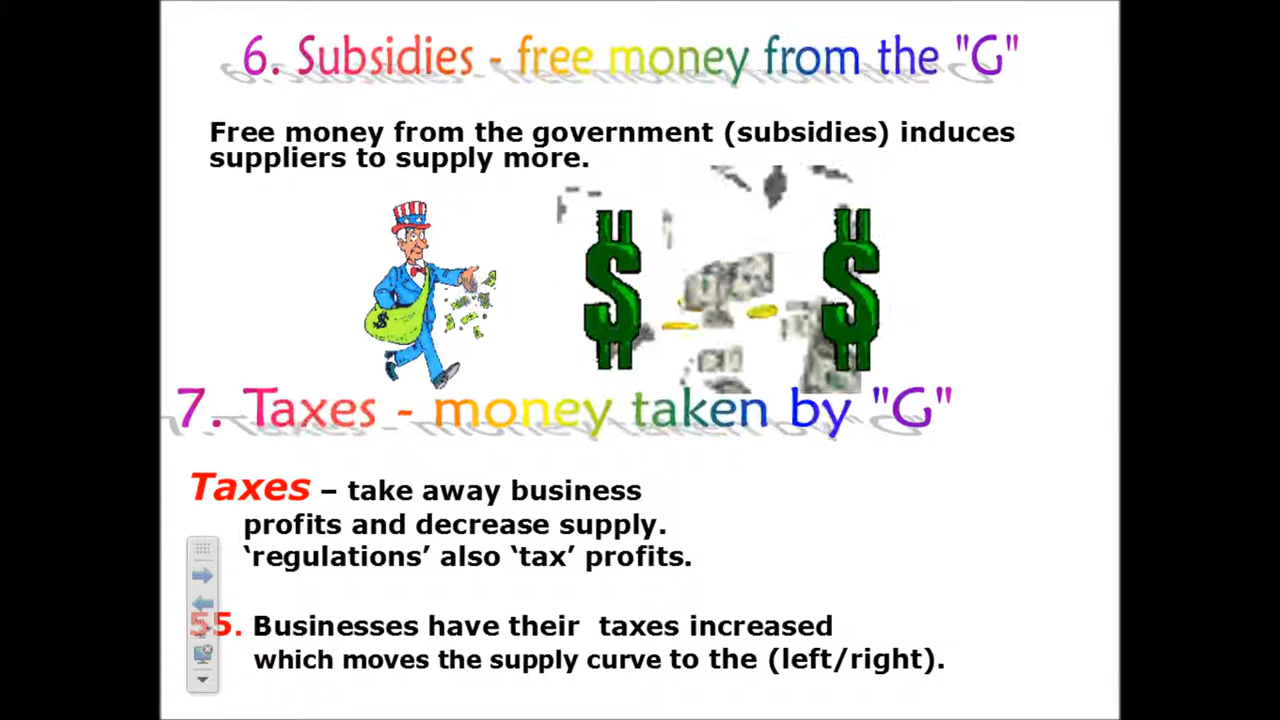 6. Subsidies - free money from the "G"
Free money from the government (subsidies) induces
suppliers to supply more.
$
$ $
7. Taxes - money taken by "G"
Taxes – take away business
profits and decrease supply.
‘regulations’ also ‘tax’ profits.
55. Businesses have their taxes increased
which moves the supply curve to the (left/right).